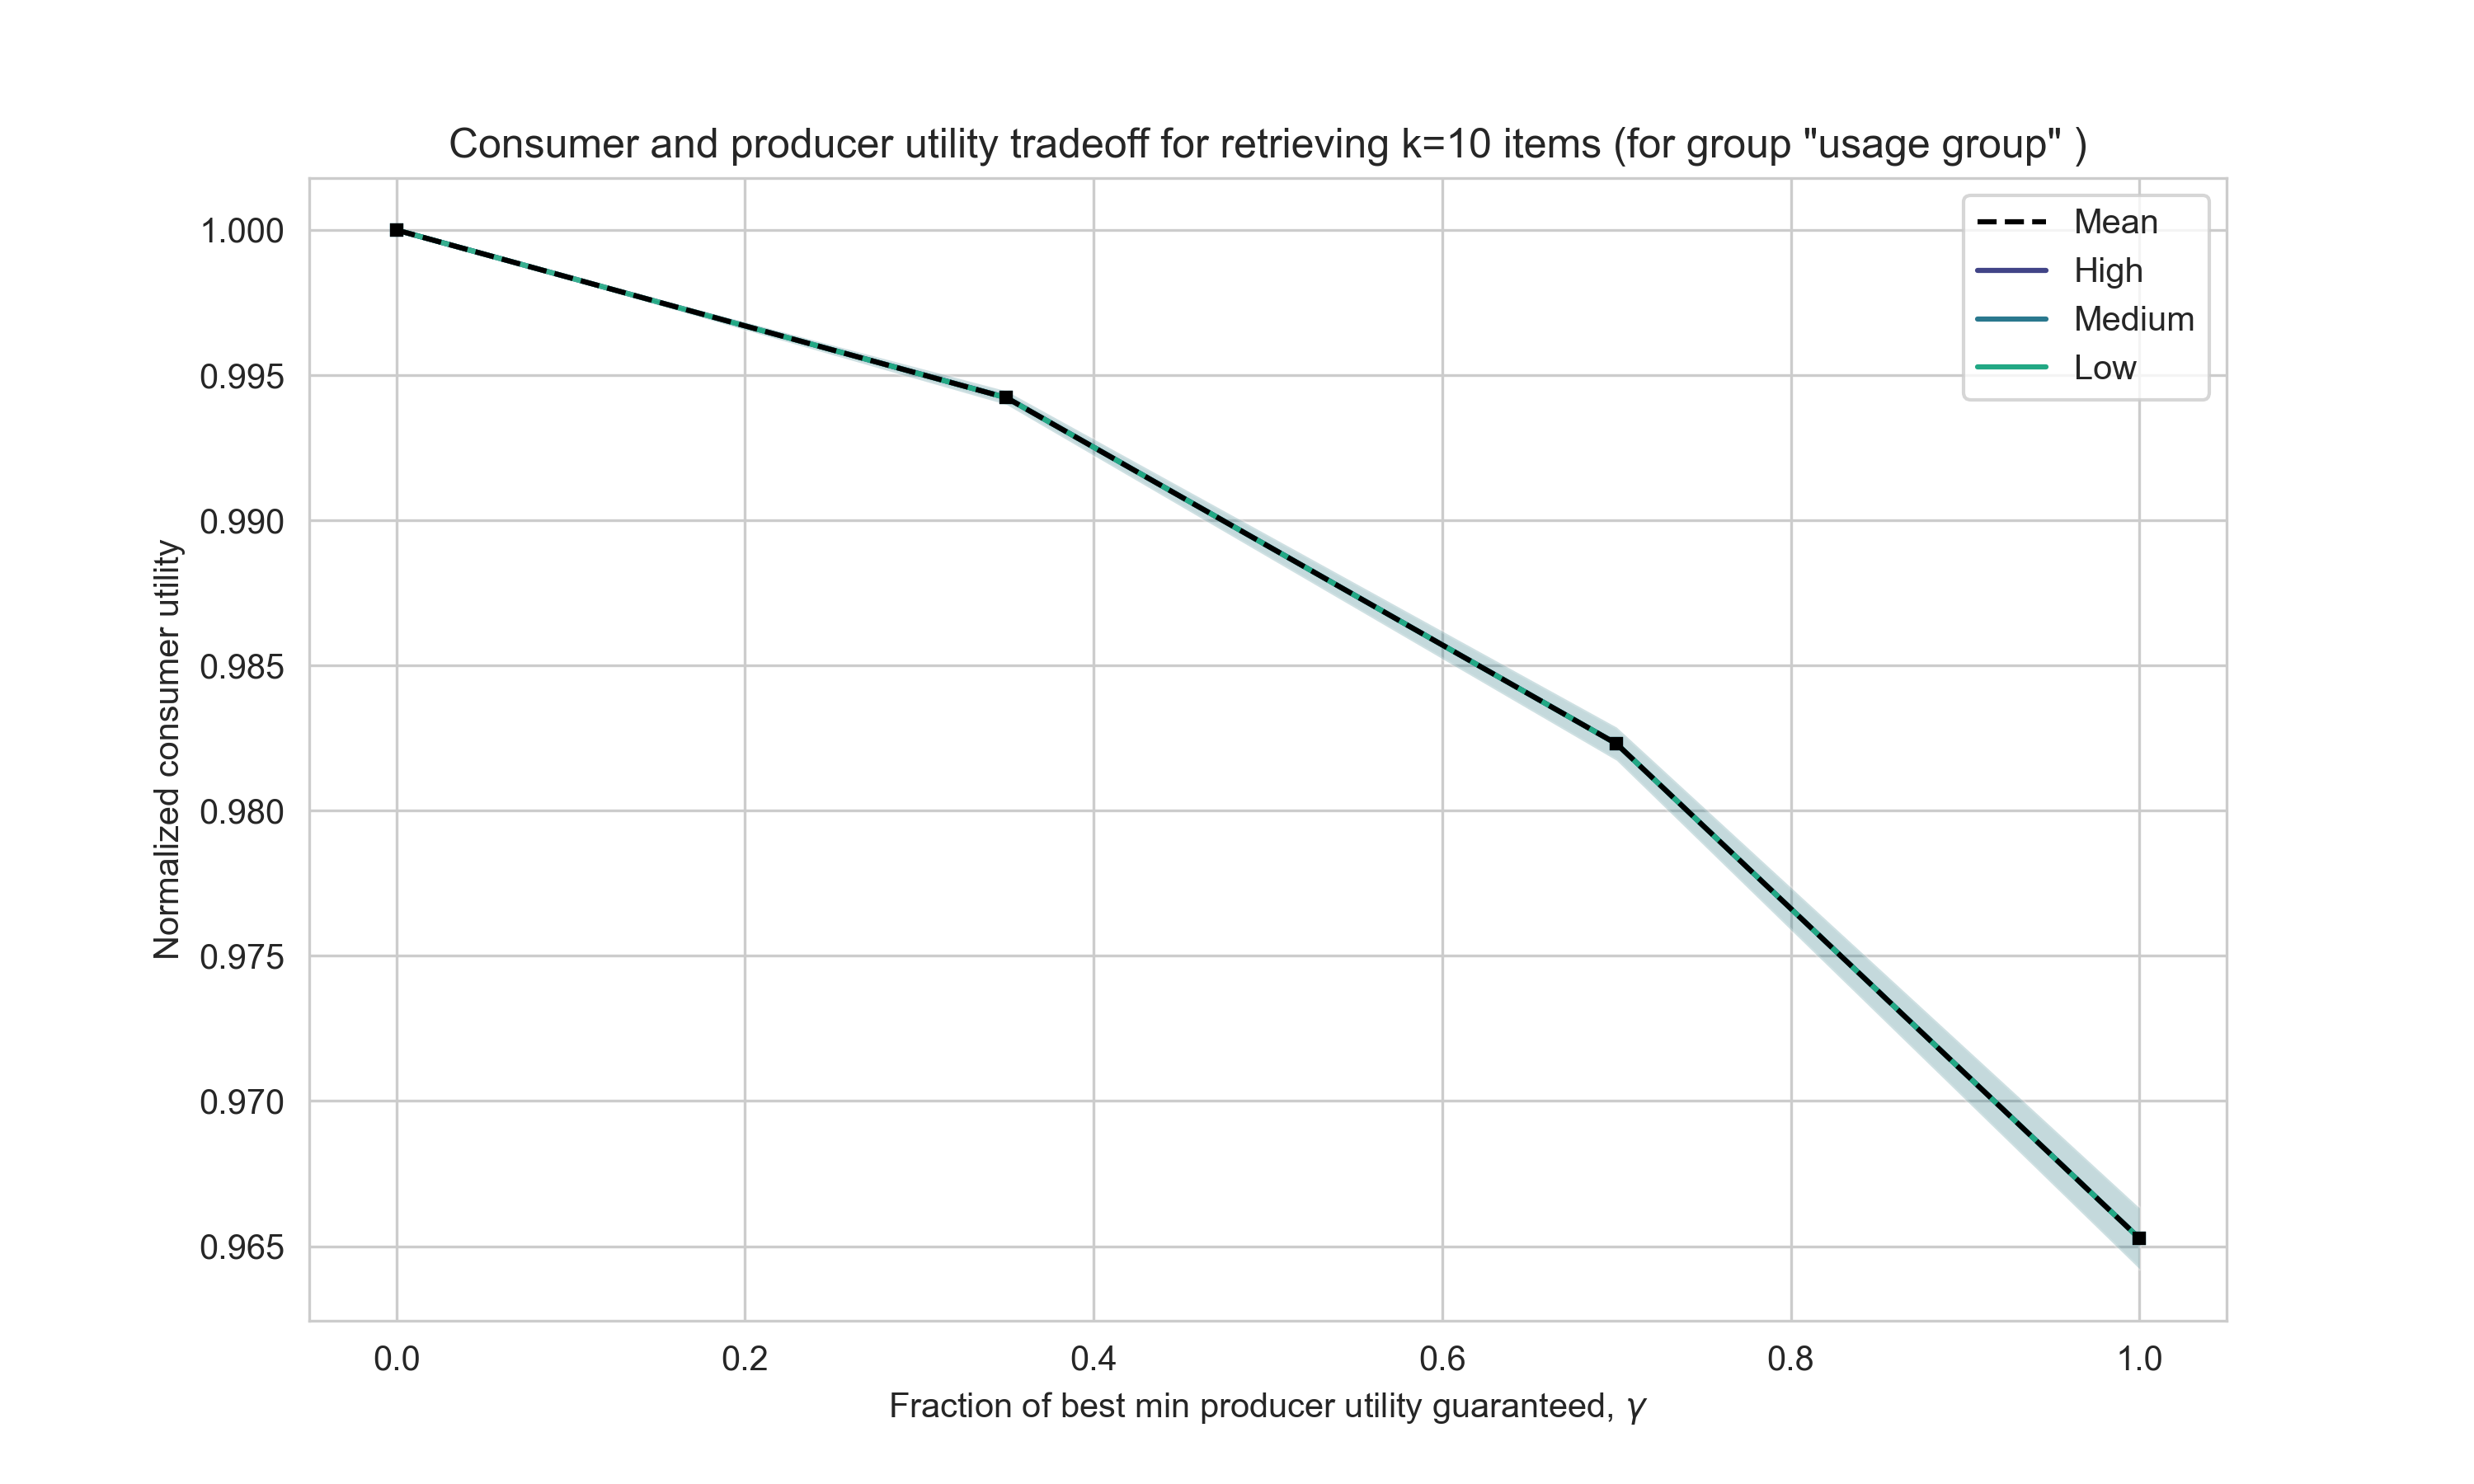 Consumer and producer utility tradeoff for retrieving k=10 items (for group "usage group" )
Mean
High
Medium
Low
1.000
0.995
0.990
0.985
0.980
0.975
0.970
0.965
Normalized consumer utility
0.0 0.2 0.4 0.6 0.8 1.0
Fraction of best min producer utility guaranteed, γ